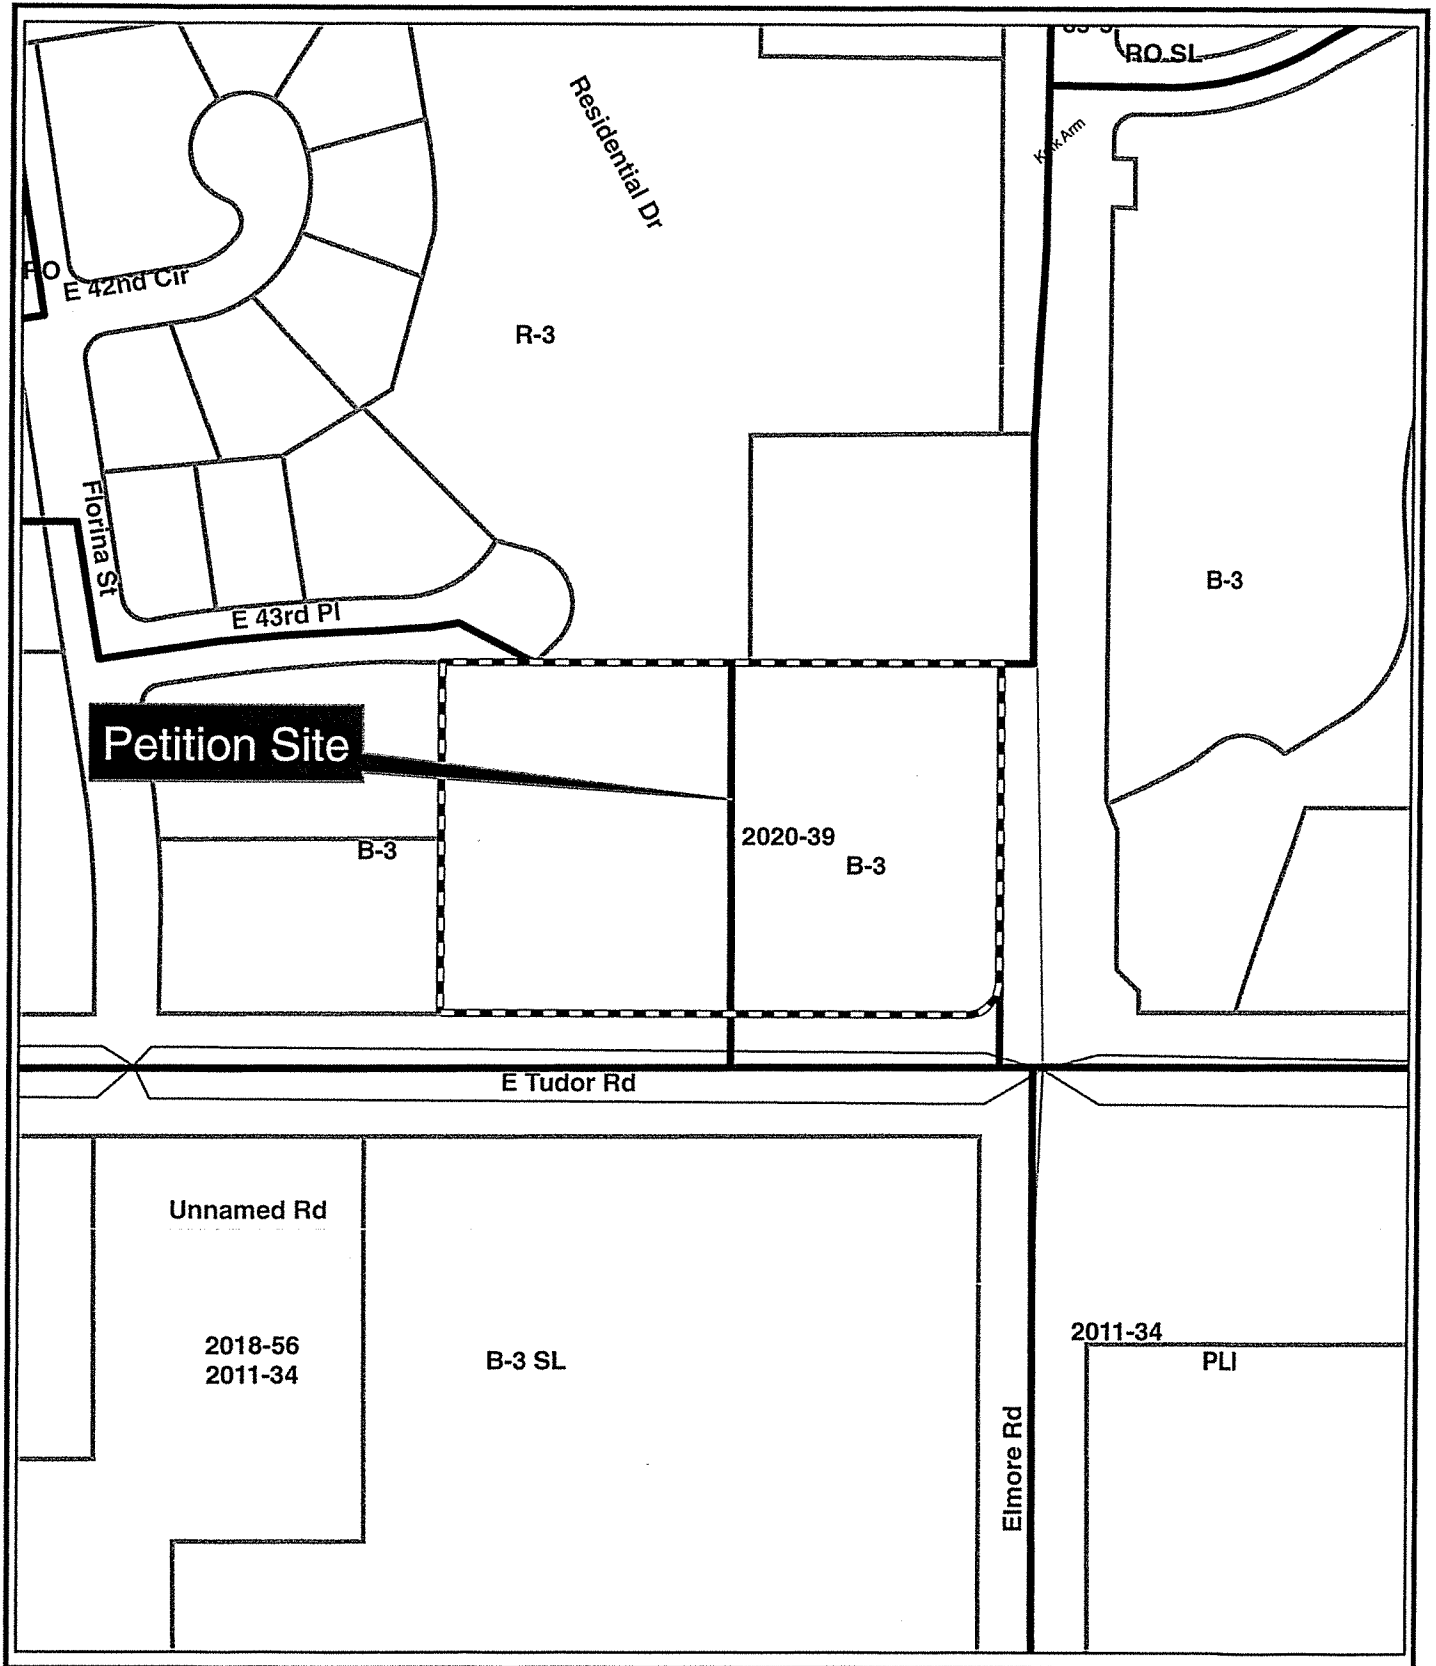 RO SL
Residential Dr
Knik Arm
RO
E 42nd Cir
R-3
Florina St
B-3
E 43rd Pl
Petition Site
2020-39
B-3
B-3
E Tudor Rd
Unnamed Rd
2018-56
2011-34
B-3 SL
2011-34
PLI
Elmore Rd